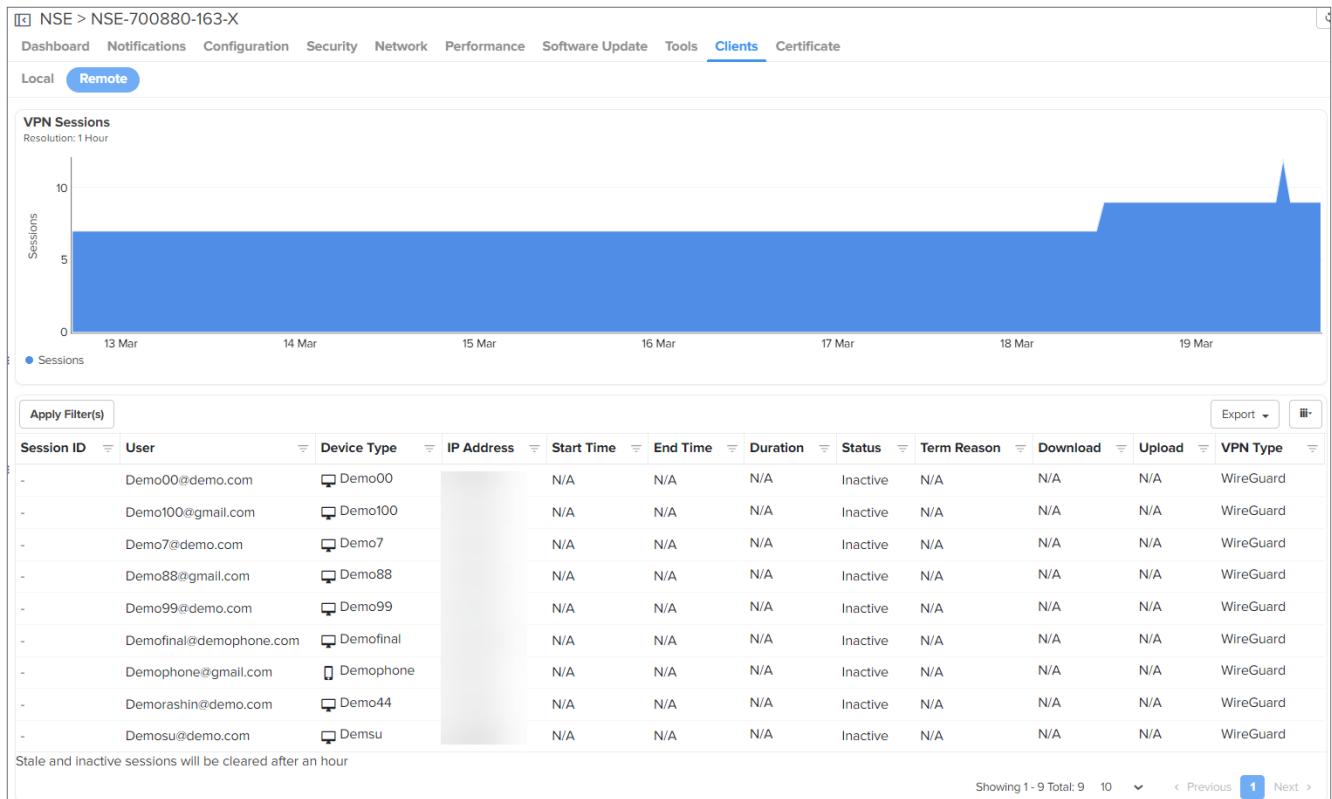 NSE > NSE-700880-163-X
Dashboard Notifications Configuration Security Network Performance Software Update Tools Clients Certificate
Local Remote
VPN Sessions
Resolution: 1 Hour
10
5
0
Sessions
13 Mar 14 Mar 15 Mar 16 Mar 17 Mar 18 Mar 19 Mar
Sessions
Apply Filter(s) Export
Session ID User Device Type IP Address Start Time End Time Duration Status Term Reason Download Upload VPN Type
- Demo00@demo.com Demo00 N/A N/A N/A Inactive N/A N/A N/A WireGuard
- Demo100@gmail.com Demo100 N/A N/A N/A Inactive N/A N/A N/A WireGuard
- Demo7@demo.com Demo7 N/A N/A N/A Inactive N/A N/A N/A WireGuard
- Demo88@gmail.com Demo88 N/A N/A N/A Inactive N/A N/A N/A WireGuard
- Demo99@demo.com Demo99 N/A N/A N/A Inactive N/A N/A N/A WireGuard
- Demofinal@demophone.com Demofinal N/A N/A N/A Inactive N/A N/A N/A WireGuard
- Demophone@gmail.com Demophone N/A N/A N/A Inactive N/A N/A N/A WireGuard
- Demorashin@demo.com Demo44 N/A N/A N/A Inactive N/A N/A N/A WireGuard
- Demosu@demo.com Demsu N/A N/A N/A Inactive N/A N/A N/A WireGuard
Stale and inactive sessions will be cleared after an hour
Showing 1 - 9 Total: 9 10 < Previous 1 Next >